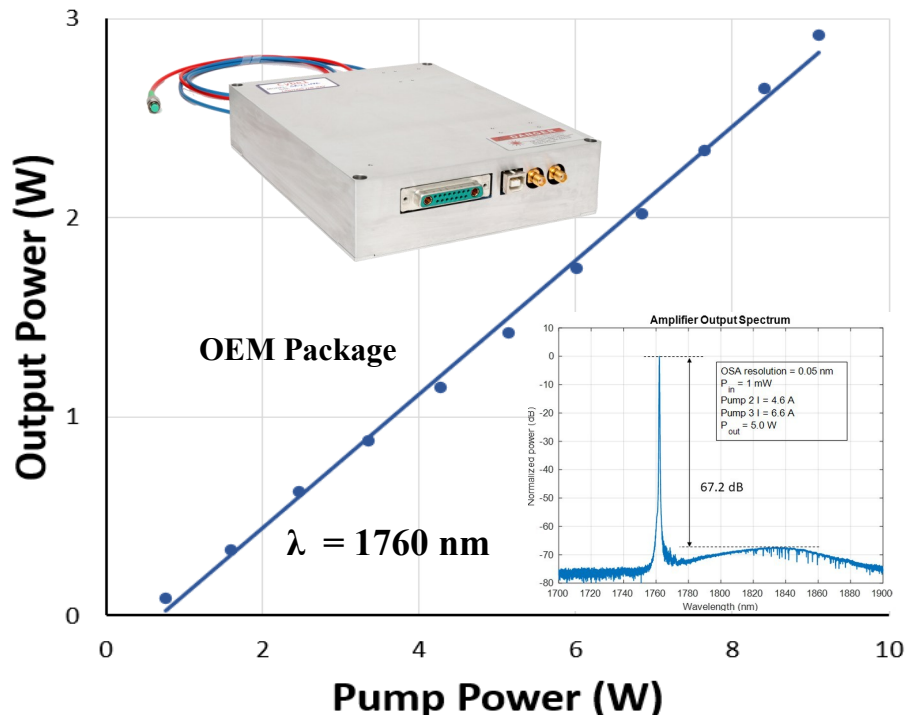 Output Power (W)
3
2
1
0
0 2 4 6 8 10
Pump Power (W)
DANGER
OEM Package
λ = 1760 nm
Amplifier Output Spectrum
Normalized power (dB)
10
0
-10
-20
-30
-40
-50
-60
-70
-80
1700 1720 1740 1760 1780 1800 1820 1840 1860 1880 1900
Wavelength (nm)
OSA resolution = 0.05 nm
P_in = 1 mW
Pump 2 I = 4.6 A
Pump 3 I = 6.6 A
P_out = 5.0 W
67.2 dB